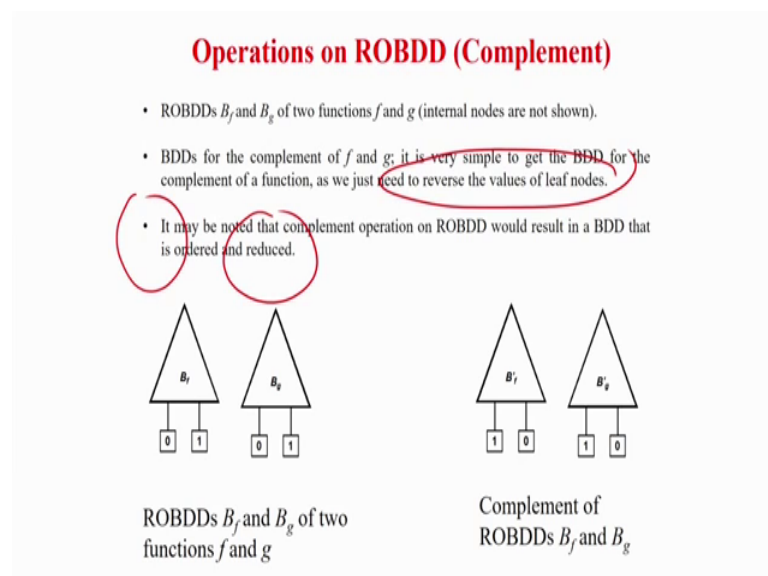 Operations on ROBDD (Complement)
• ROBDDs Bf and Bg of two functions f and g (internal nodes are not shown).
• BDDs for the complement of f and g; it is very simple to get the BDD for the
complement of a function, as we just need to reverse the values of leaf nodes.
• It may be noted that complement operation on ROBDD would result in a BDD that
is ordered and reduced.
Bf Bg B'f B'g
0 1 0 1 1 0 1 0
ROBDDs Bf and Bg of two
functions f and g
Complement of
ROBDDs Bf and Bg